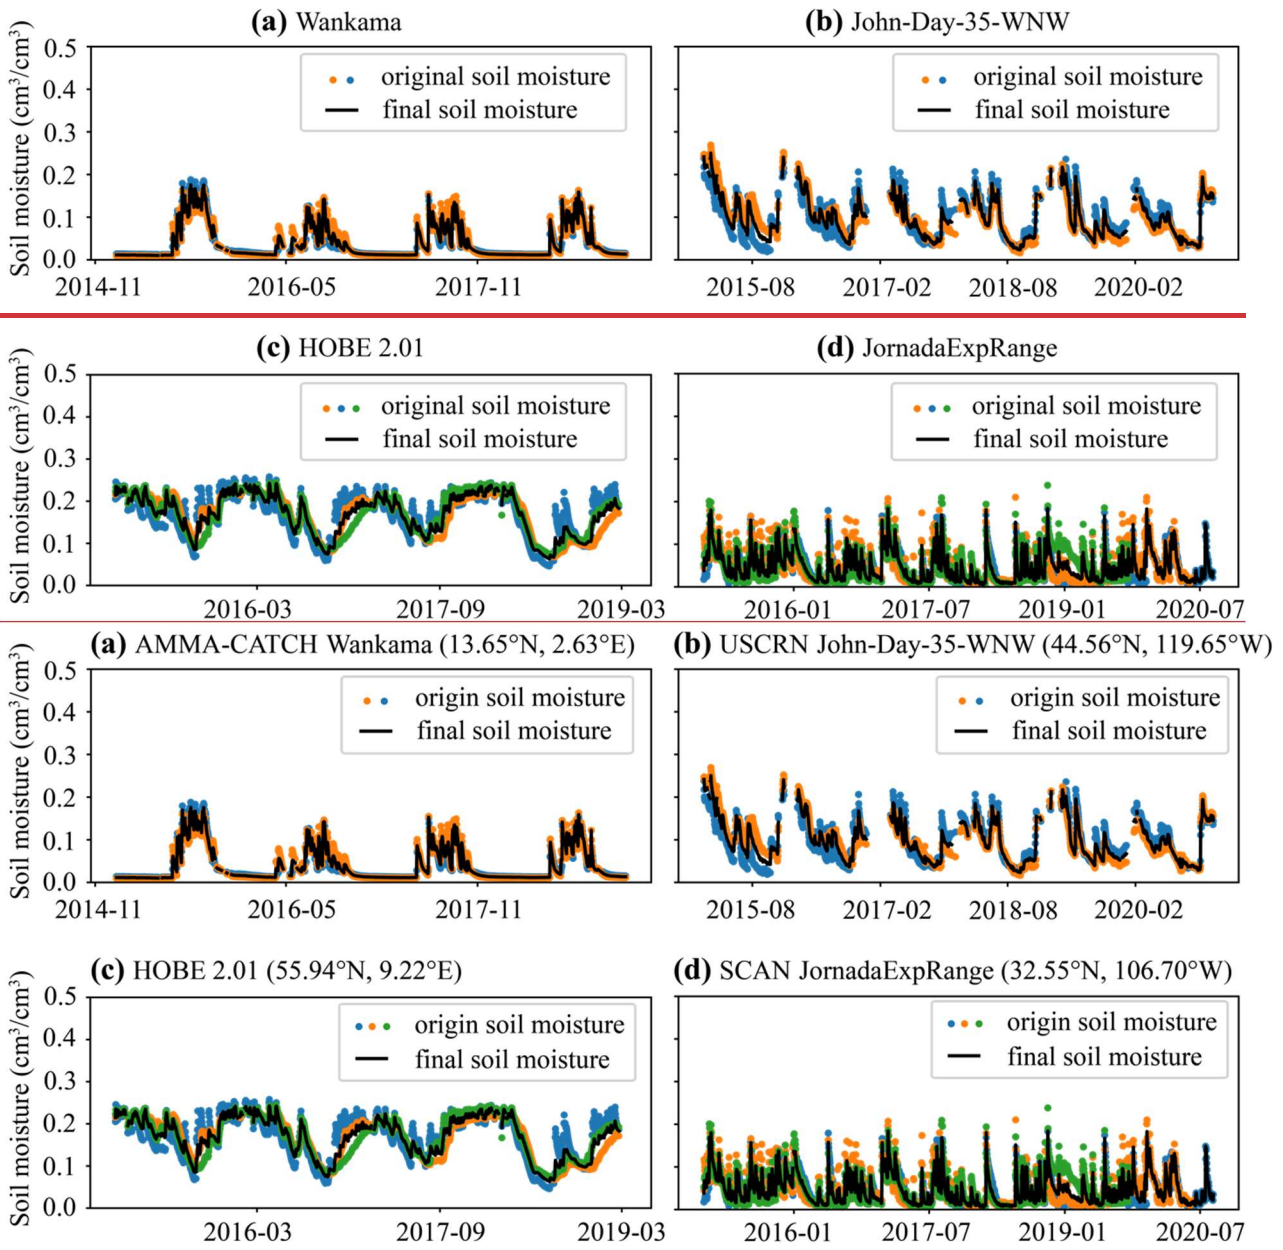 (a) Wankama
(b) John-Day-35-WNW
Soil moisture (cm³/cm³)
0.5
0.4
0.3
0.2
0.1
0.0
original soil moisture
final soil moisture
original soil moisture
final soil moisture
2014-11 2016-05 2017-11
2015-08 2017-02 2018-08 2020-02
(c) HOBE 2.01
(d) JornadaExpRange
Soil moisture (cm³/cm³)
0.5
0.4
0.3
0.2
0.1
0.0
original soil moisture
final soil moisture
original soil moisture
final soil moisture
2016-03 2017-09 2019-03
2016-01 2017-07 2019-01 2020-07
(a) AMMA-CATCH Wankama (13.65°N, 2.63°E)
(b) USCRN John-Day-35-WNW (44.56°N, 119.65°W)
Soil moisture (cm³/cm³)
0.5
0.4
0.3
0.2
0.1
0.0
origin soil moisture
final soil moisture
origin soil moisture
final soil moisture
2014-11 2016-05 2017-11
2015-08 2017-02 2018-08 2020-02
(c) HOBE 2.01 (55.94°N, 9.22°E)
(d) SCAN JornadaExpRange (32.55°N, 106.70°W)
Soil moisture (cm³/cm³)
0.5
0.4
0.3
0.2
0.1
0.0
origin soil moisture
final soil moisture
origin soil moisture
final soil moisture
2016-03 2017-09 2019-03
2016-01 2017-07 2019-01 2020-07